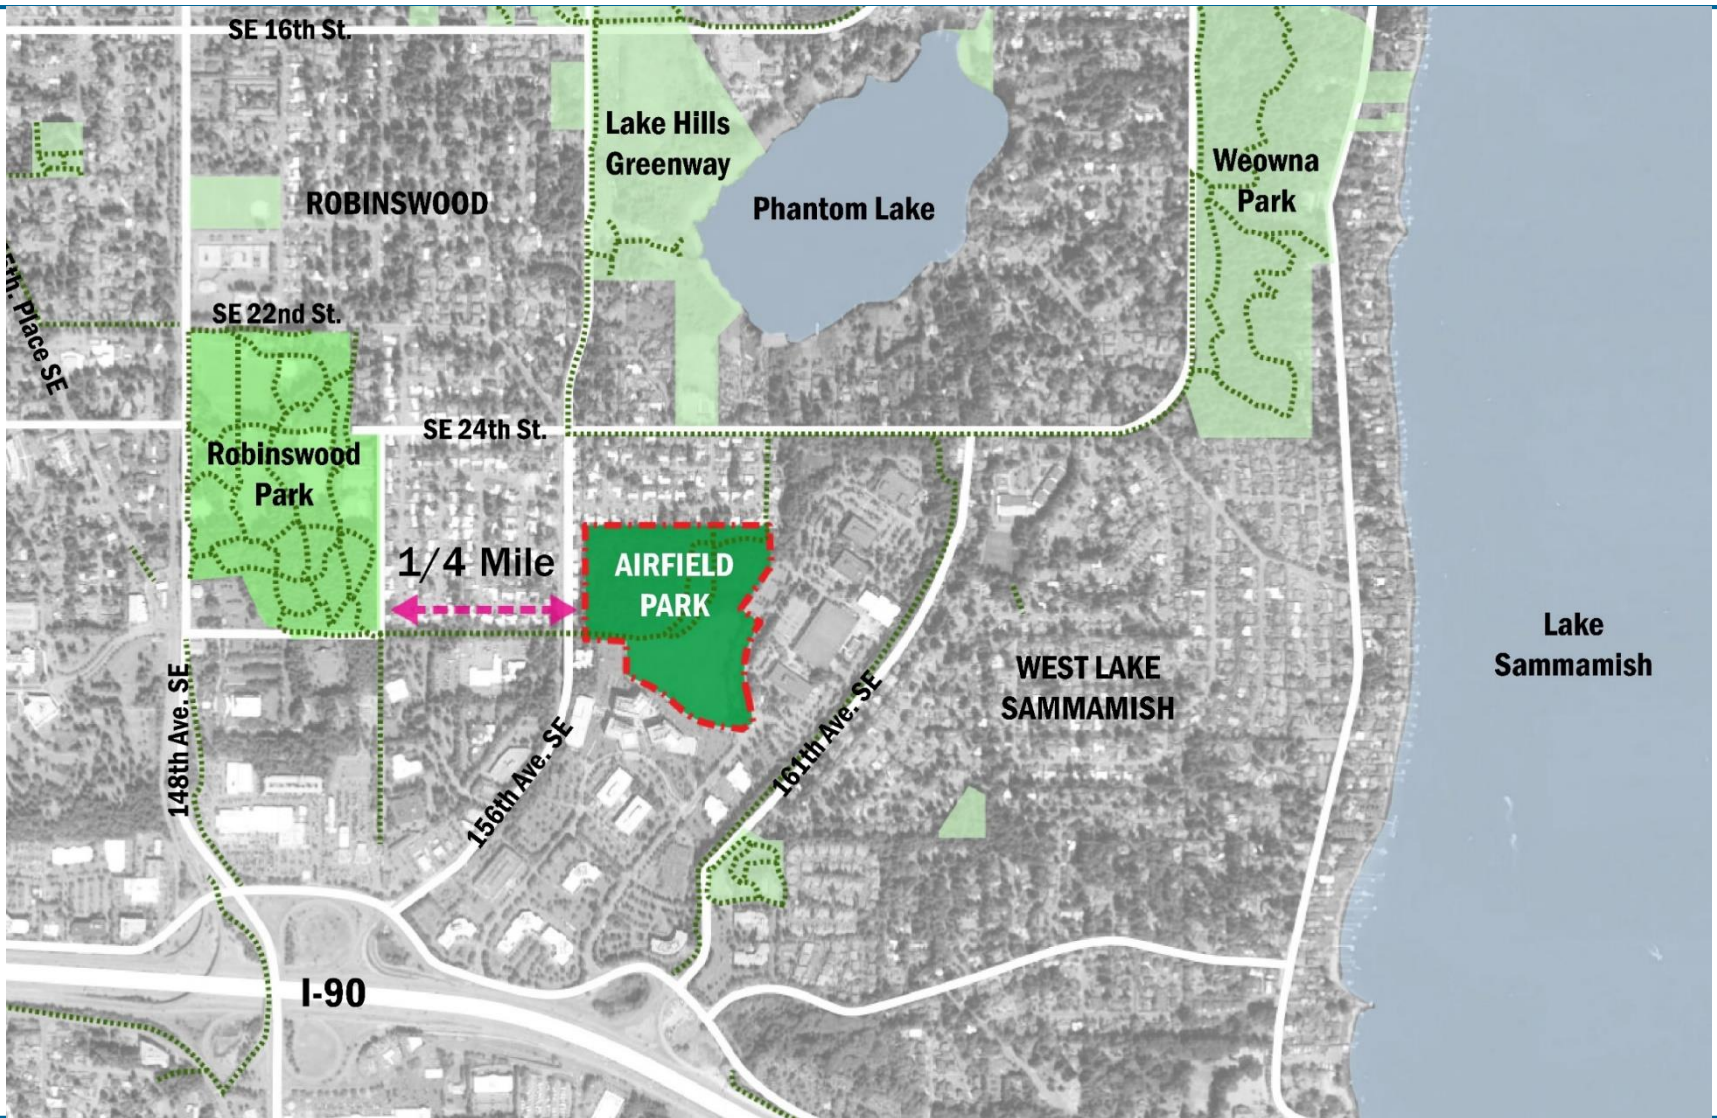 SE 16th St.
Lake Hills
Greenway
Weowna
Park
ROBINSWOOD
Phantom Lake
5th. Place SE
SE 22nd St.
SE 24th St.
Robinswood
Park
1/4 Mile
AIRFIELD
PARK
Lake
Sammamish
WEST LAKE
SAMMAMISH
148th Ave. SE
156th Ave. SE
161th Ave. SE
I-90